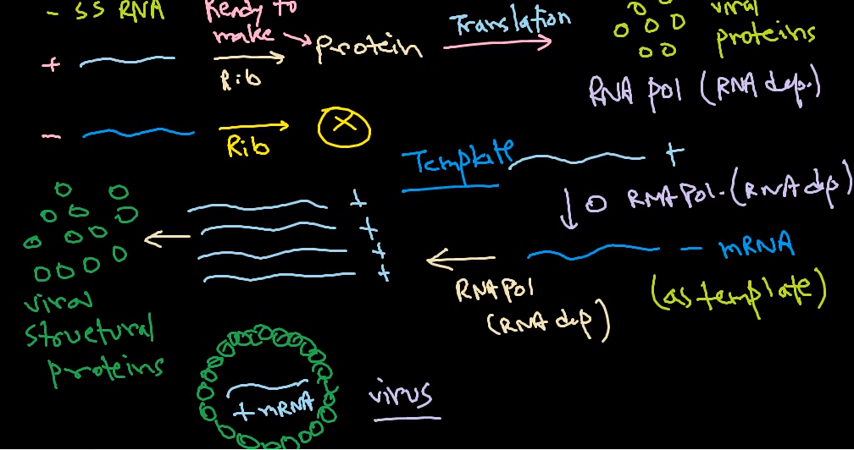 - SS RNA
Ready to
make
+
Rib
Protein
Translation
viral
proteins
RNA pol (RNA dep.)
-
Rib
X
Template
+
RNA Pol. (RNA dep)
- mRNA
(as template)
RNA Pol
(RNA dep)
+
+
+
+
viral
structural
proteins
+ mRNA
virus